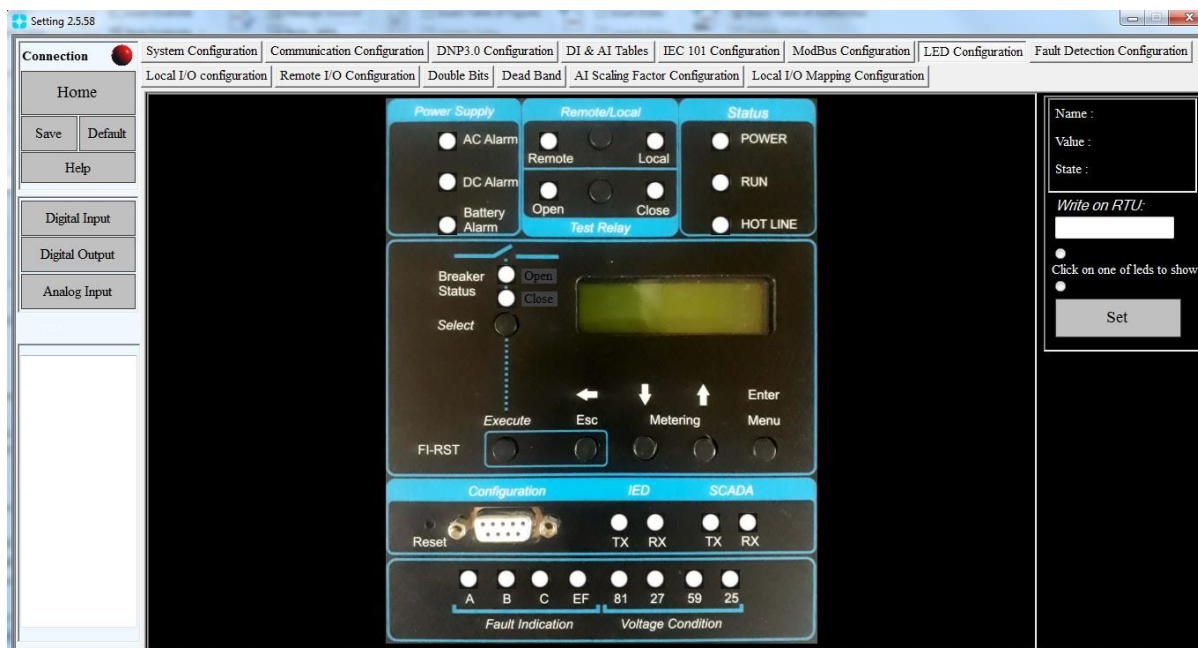 Setting 2.5.58
Connection
Home
Save Default
Help
Digital Input
Digital Output
Analog Input
System Configuration Communication Configuration DNP3.0 Configuration DI & AI Tables IEC 101 Configuration ModBus Configuration LED Configuration Fault Detection Configuration
Local I/O configuration Remote I/O Configuration Double Bits Dead Band AI Scaling Factor Configuration Local I/O Mapping Configuration
Power Supply Remote/Local Status
AC Alarm Remote Local POWER
DC Alarm Open Close RUN
Battery
Alarm Test Relay HOT LINE
Breaker
Status
Open
Close
Select
Enter
Execute Esc Metering Menu
FI-RST
Configuration IED SCADA
Reset TX RX TX RX
A B C EF 81 27 59 25
Fault Indication Voltage Condition
Name :
Value :
State :
Write on RTU:
Click on one of leds to show
Set